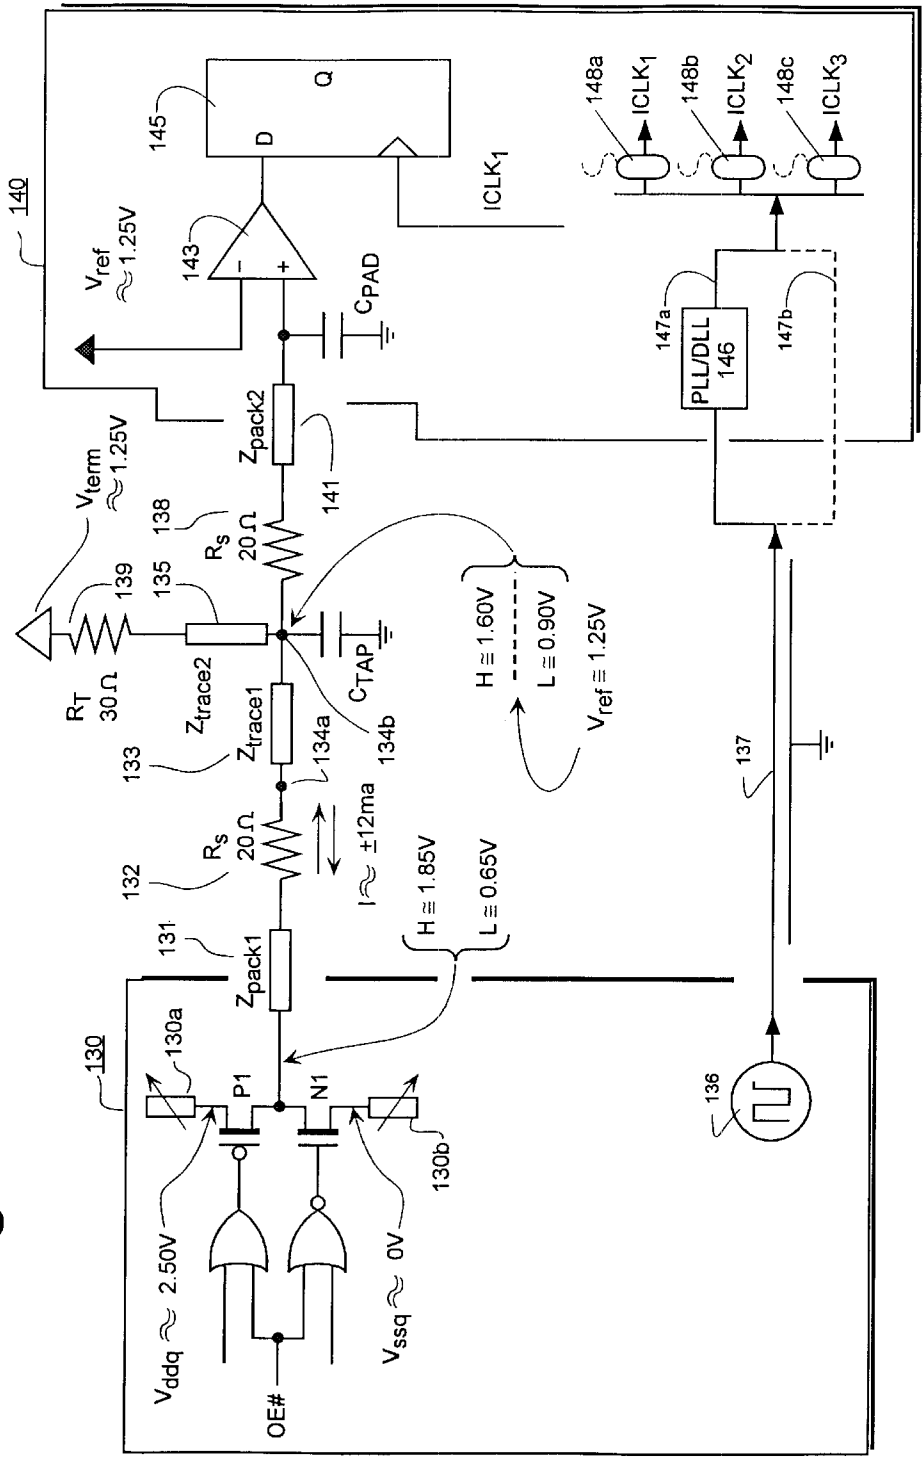 130
Vddq ≈ 2.50V
130a
P1
OE#
N1
Vssq ≈ 0V
130b
131
Zpack1
H ≅ 1.85V
L ≅ 0.65V
132
Rs
20Ω
I ≈ ±12ma
134a
133
Ztrace1
134b
CTAP
RT
30Ω
139
Vterm
≈ 1.25V
Ztrace2
135
H ≅ 1.60V
L ≅ 0.90V
Vref ≅ 1.25V
Rs
20Ω
138
Zpack2
141
140
Vref
≈ 1.25V
CPAD
143
−
+
145
D
Q
ICLK1
136
137
PLL/DLL
146
147a
147b
148a
ICLK1
148b
ICLK2
148c
ICLK3